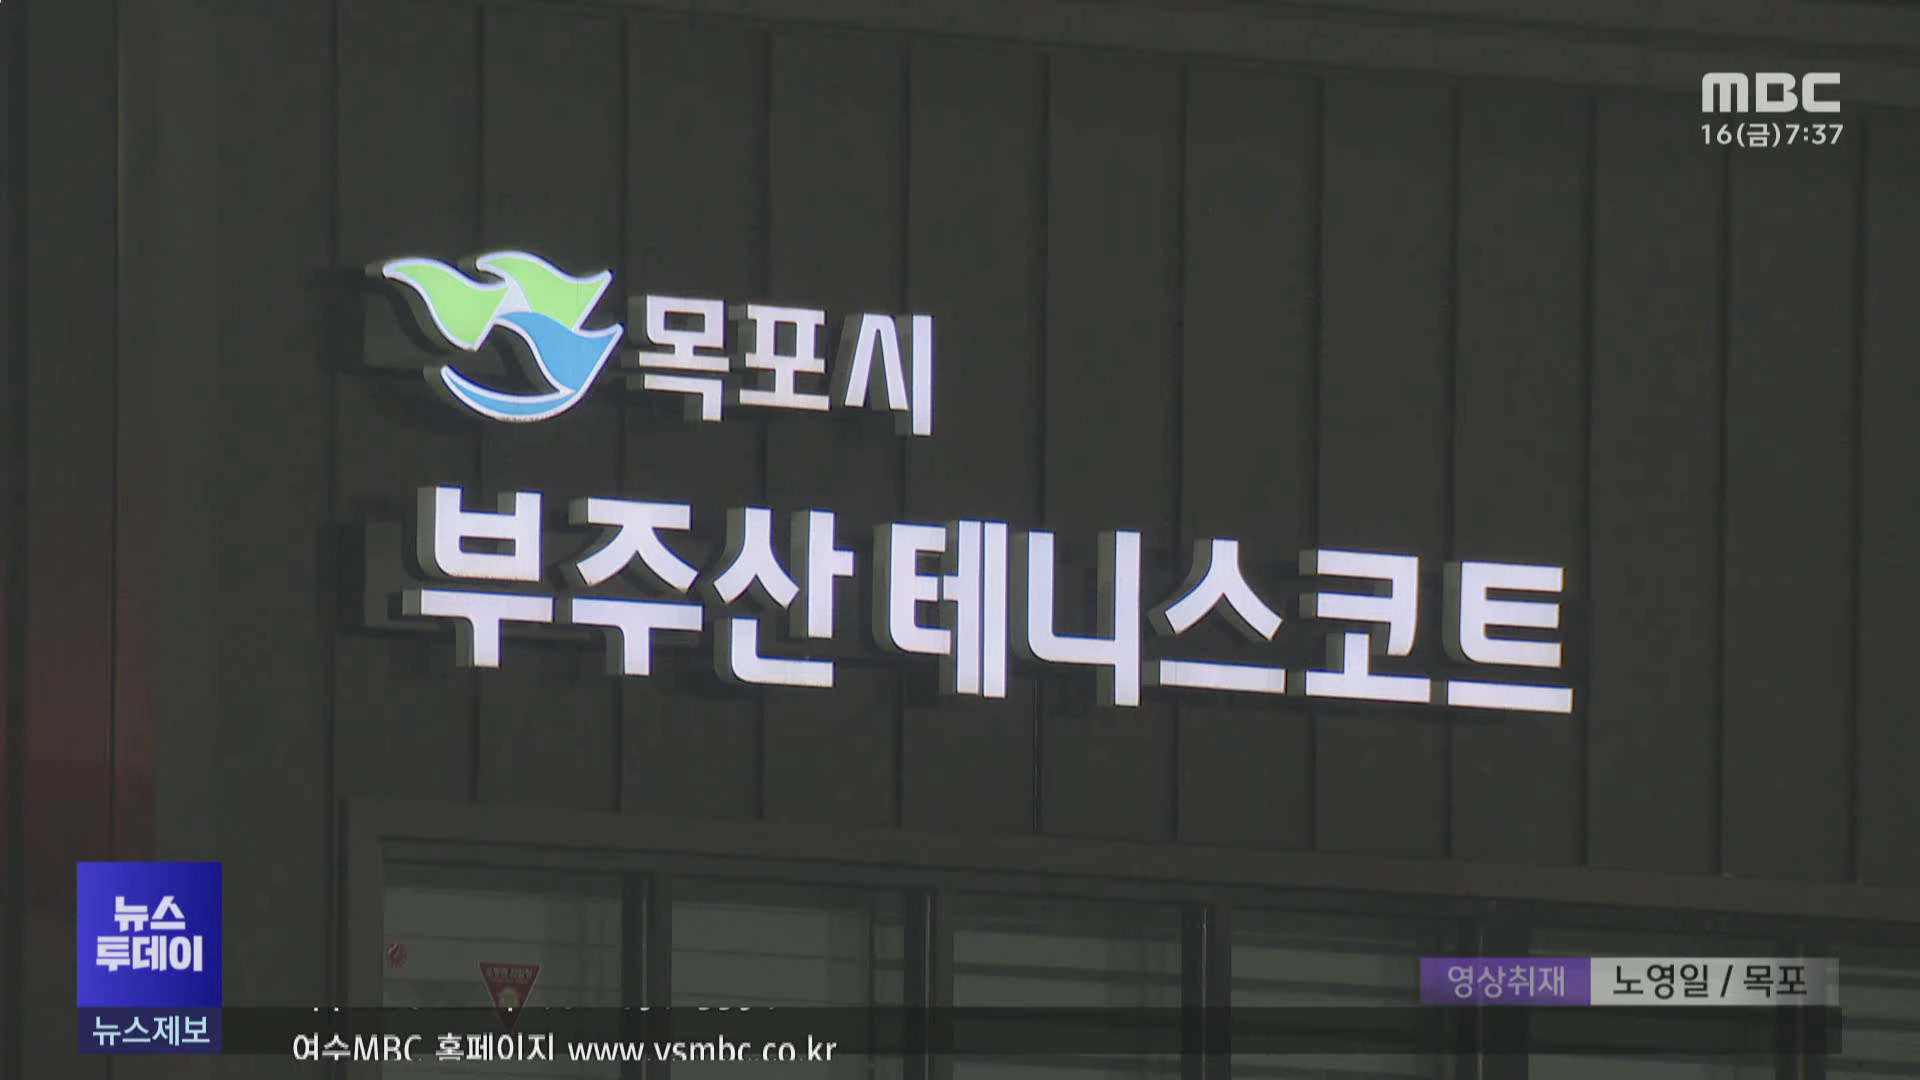 MBC
16(금)7:37
목포시
부주산 테니스코트
뉴스
투데이
영상취재 노영일 / 목포
뉴스제보
여수MBC 홈페이지 www.ysmbc.co.kr